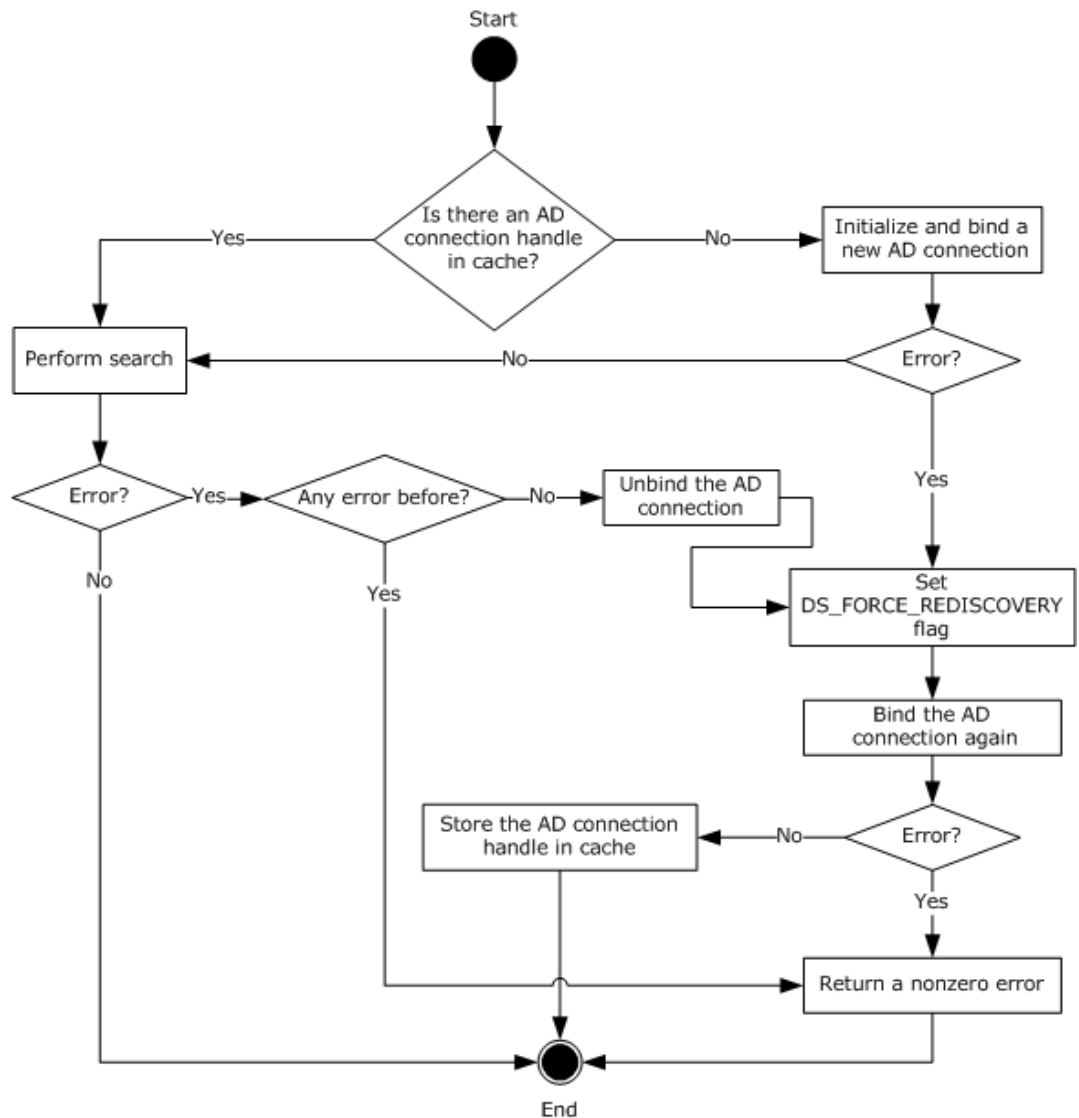 Start
Is there an AD
connection handle
in cache?
Yes
No
Initialize and bind a
new AD connection
Perform search
No
Error?
Error?
Yes
Any error before?
No
Unbind the AD
connection
Yes
No
Yes
Set
DS_FORCE_REDISCOVERY
flag
Bind the AD
connection again
Store the AD connection
handle in cache
No
Error?
Yes
Return a nonzero error
End